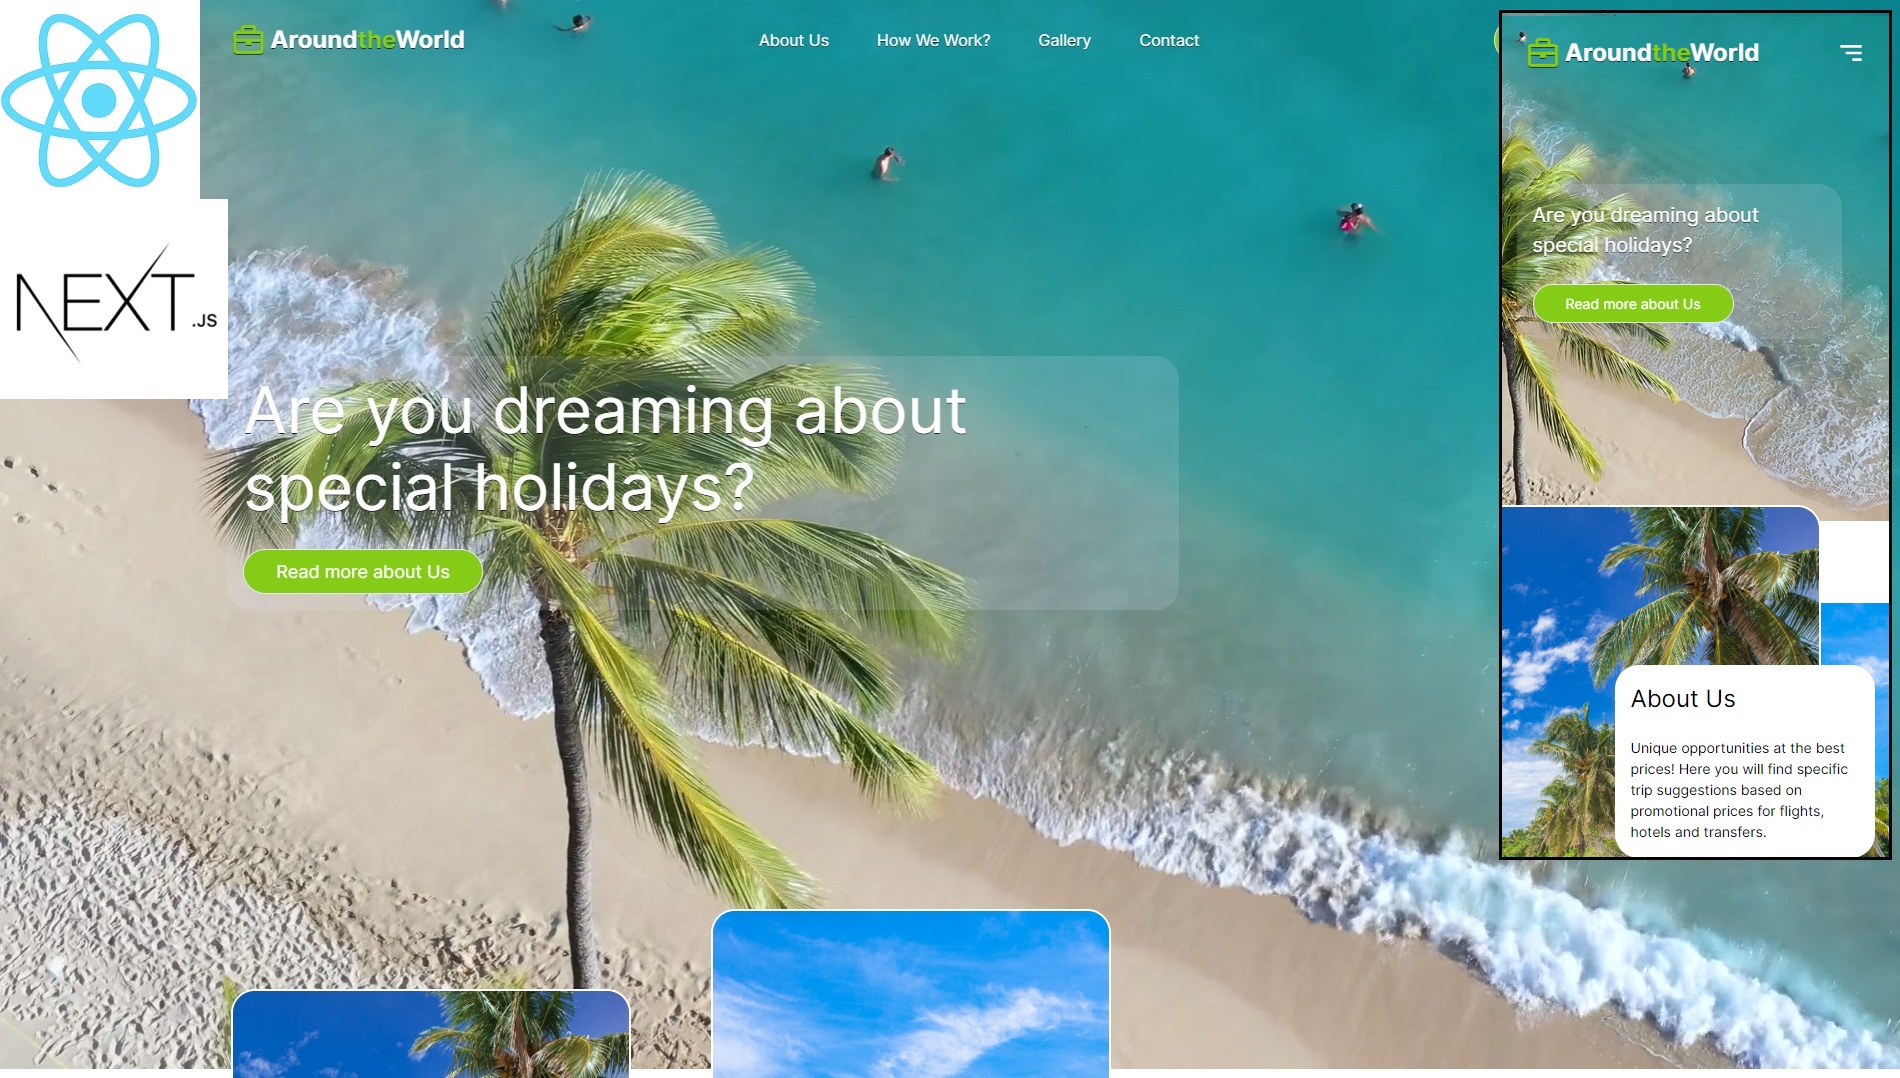 AroundtheWorld
About Us
How We Work?
Gallery
Contact
NEXT.JS
Are you dreaming about
special holidays?
Read more about Us
AroundtheWorld
Are you dreaming about
special holidays?
Read more about Us
About Us
Unique opportunities at the best
prices! Here you will find specific
trip suggestions based on
promotional prices for flights,
hotels and transfers.